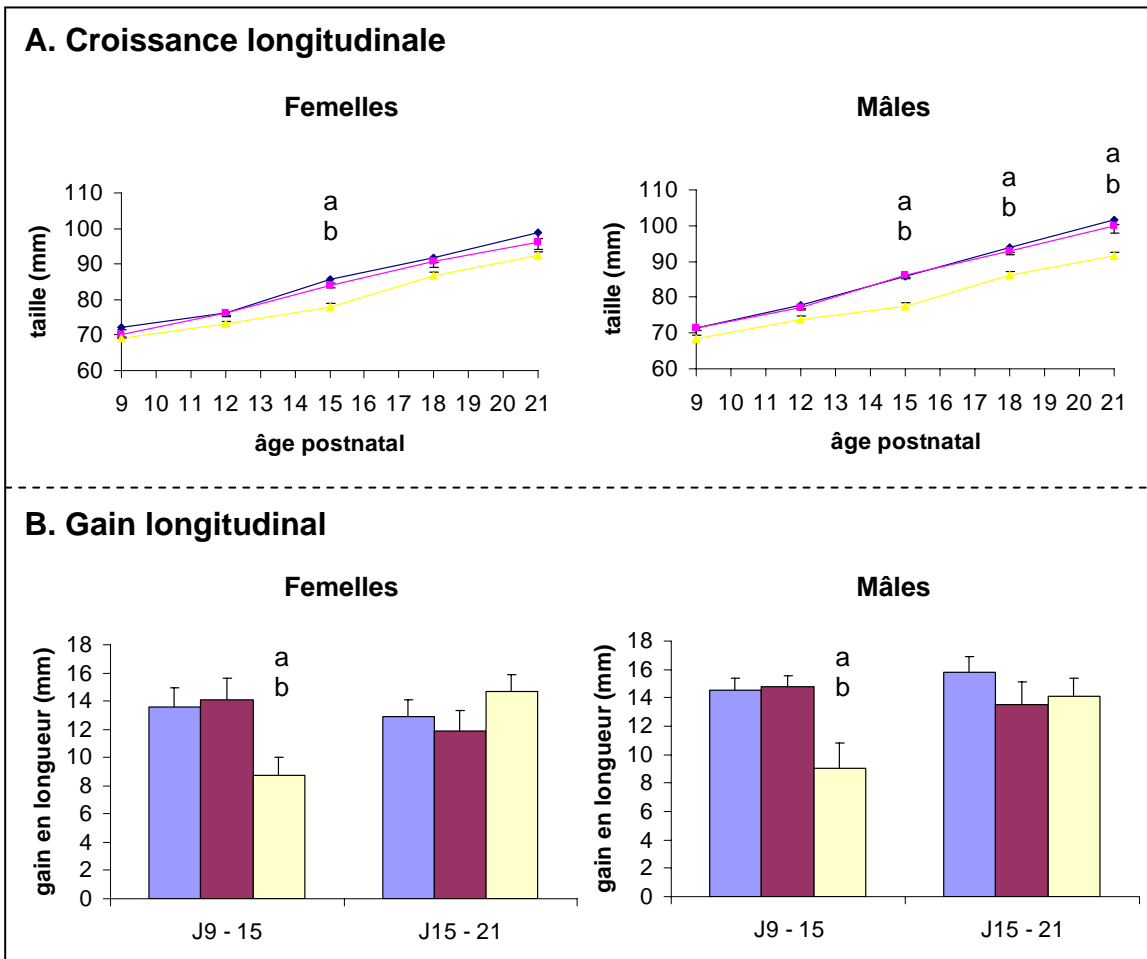 A. Croissance longitudinale
Femelles
taille (mm)
110
100
90
80
70
60
a
b
9 10 11 12 13 14 15 16 17 18 19 20 21
âge postnatal
Mâles
taille (mm)
110
100
90
80
70
60
a
b
a
b
a
b
9 10 11 12 13 14 15 16 17 18 19 20 21
âge postnatal
B. Gain longitudinal
Femelles
gain en longueur (mm)
18
16
14
12
10
8
6
4
2
0
a
b
J9 - 15 J15 - 21
Mâles
gain en longueur (mm)
18
16
14
12
10
8
6
4
2
0
a
b
J9 - 15 J15 - 21